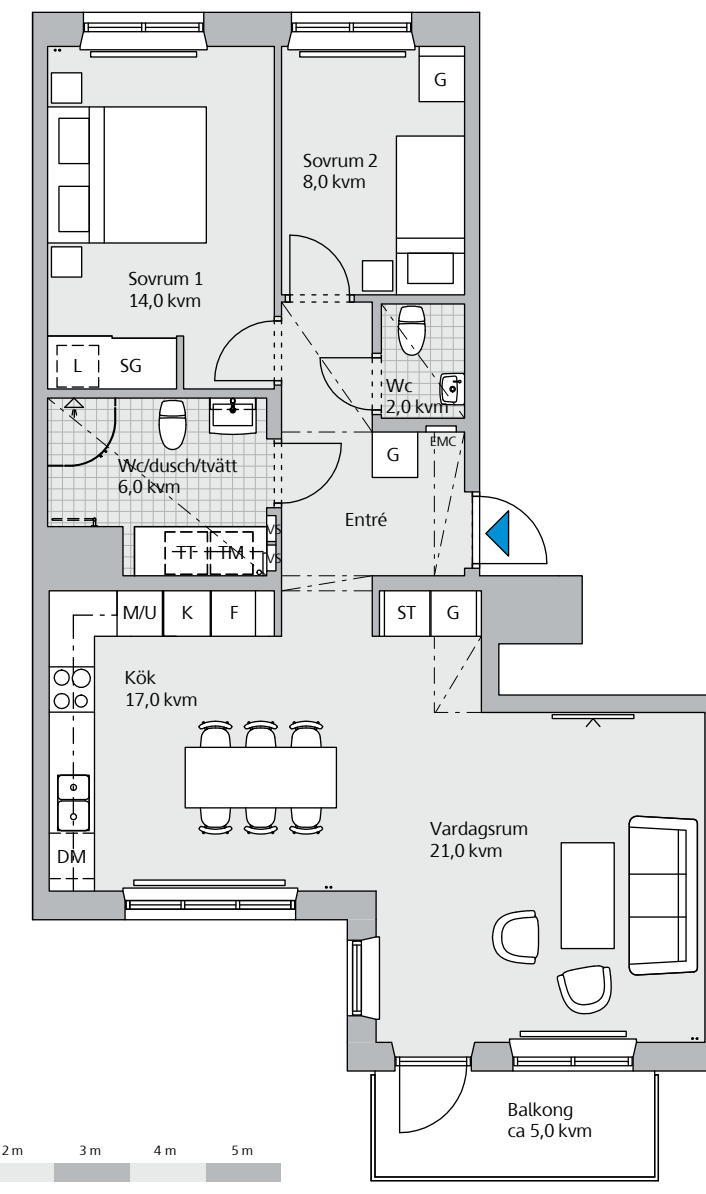 G
Sovrum 2
8,0 kvm
Sovrum 1
14,0 kvm
L
SG
Wc
2,0 kvm
EMC
G
Wc/dusch/tvätt
6,0 kvm
Entré
VS
VS
TT
TM
M/U
K
F
ST
G
Kök
17,0 kvm
Vardagsrum
21,0 kvm
DM
Balkong
ca 5,0 kvm
2 m
3 m
4 m
5 m